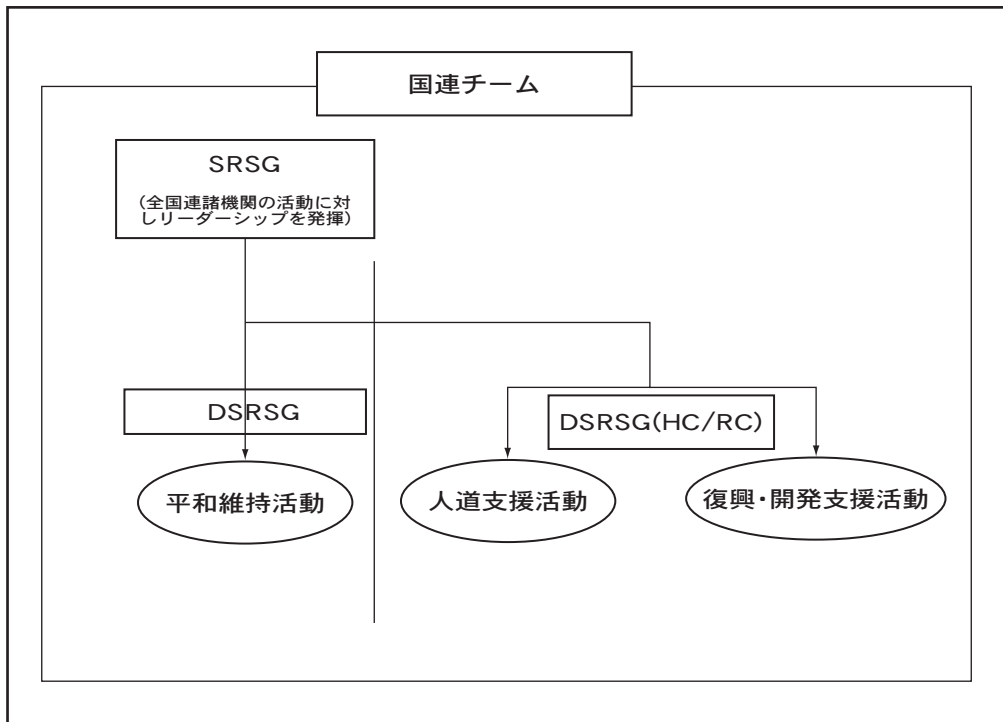 国連チーム
SRSG
(全国連諸機関の活動に対
しリーダーシップを発揮)
DSRSG
DSRSG(HC/RC)
平和維持活動
人道支援活動
復興・開発支援活動